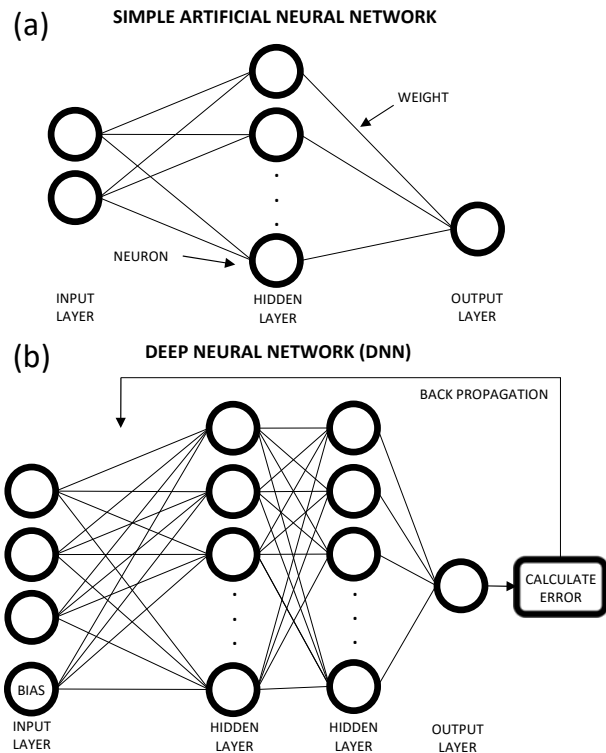 (a)
SIMPLE ARTIFICIAL NEURAL NETWORK
WEIGHT
NEURON
INPUT
LAYER
HIDDEN
LAYER
OUTPUT
LAYER
(b)
DEEP NEURAL NETWORK (DNN)
BACK PROPAGATION
CALCULATE
ERROR
BIAS
INPUT
LAYER
HIDDEN
LAYER
HIDDEN
LAYER
OUTPUT
LAYER